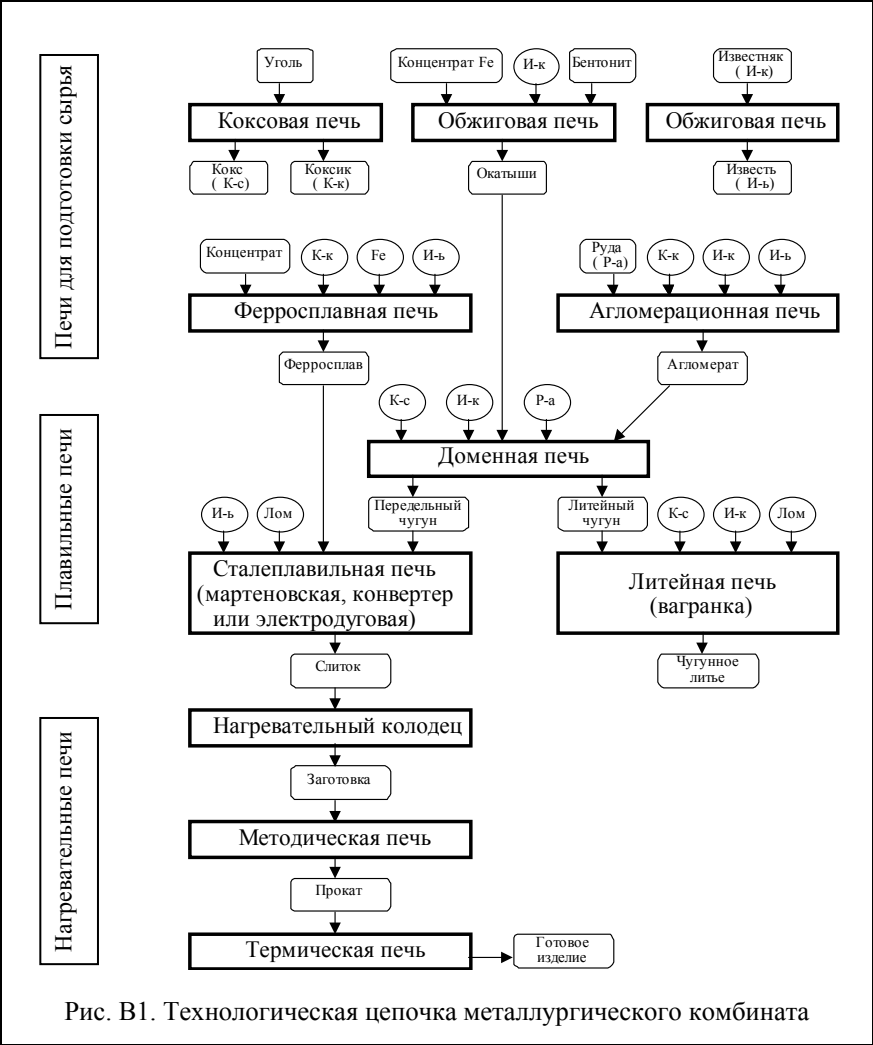 Печи для подготовки сырья
Уголь
Концентрат Fe
И-к
Бентонит
Известняк
( И-к)
Коксовая печь
Обжиговая печь
Обжиговая печь
Кокс
( К-с)
Коксик
( К-к)
Окатыши
Известь
( И-ь)
Концентрат
К-к
Fe
И-ь
Руда
( Р-а)
К-к
И-к
И-ь
Ферросплавная печь
Агломерационная печь
Ферросплав
Агломерат
Плавильные печи
К-с
И-к
Р-а
Доменная печь
И-ь
Лом
Передельный
чугун
Литейный
чугун
К-с
И-к
Лом
Сталеплавильная печь
(мартеновская, конвертер
или электродуговая)
Литейная печь
(вагранка)
Слиток
Чугунное
литье
Нагревательные печи
Нагревательный колодец
Заготовка
Методическая печь
Прокат
Термическая печь
Готовое
изделие
Рис. В1. Технологическая цепочка металлургического комбината